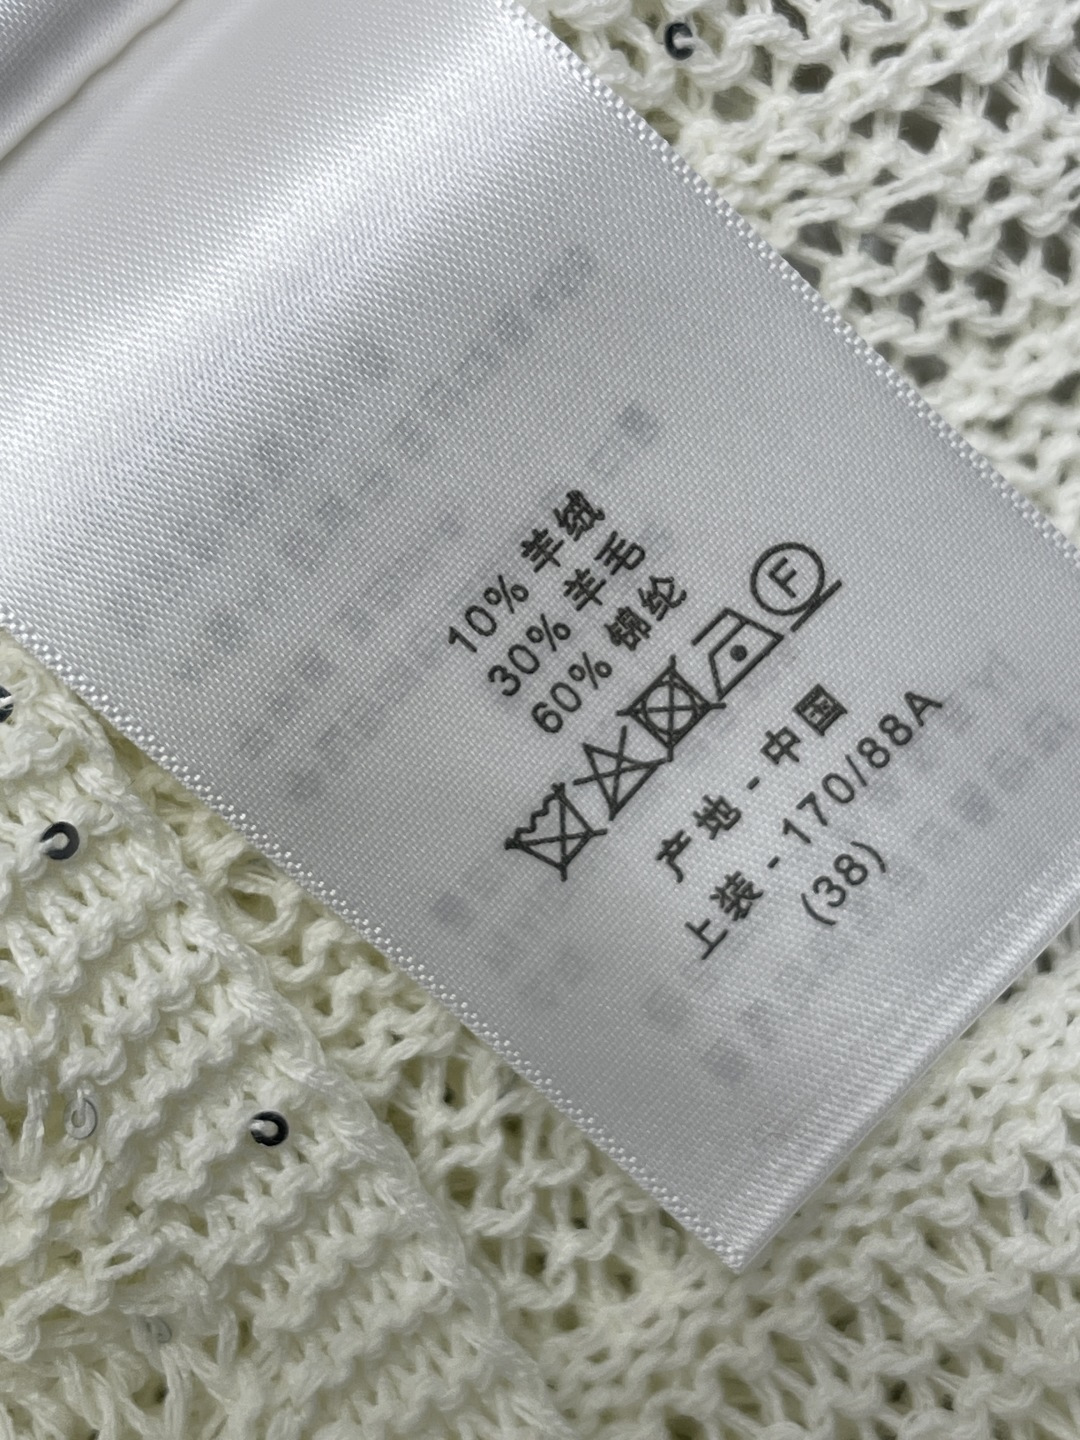 10% 羊绒
30% 羊毛
60% 锦纶
F
产地 - 中国
上装 - 170/88A
(38)